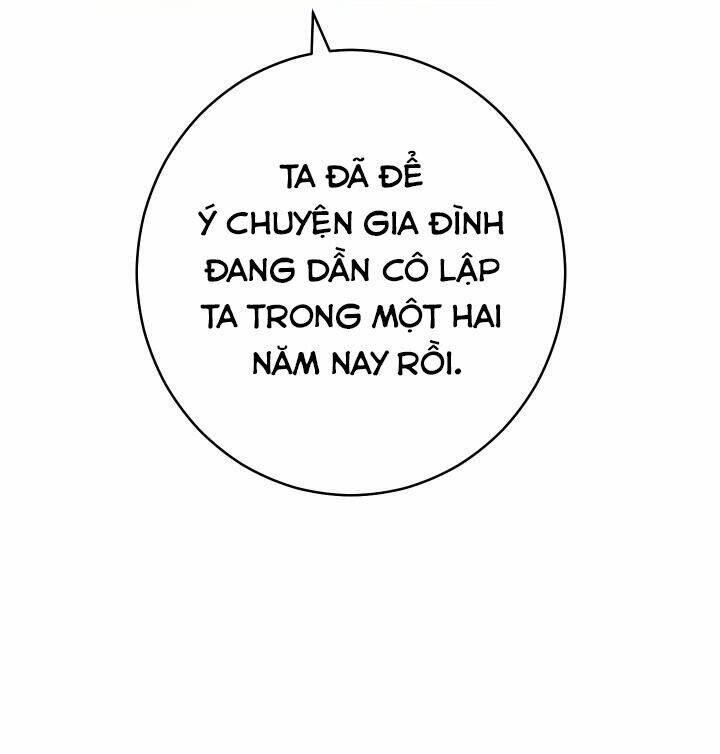 TA ĐÃ ĐỂ
Ý CHUYỆN GIA ĐÌNH
ĐANG DẦN CÔ LẬP
TA TRONG MỘT HAI
NĂM NAY RỒI.